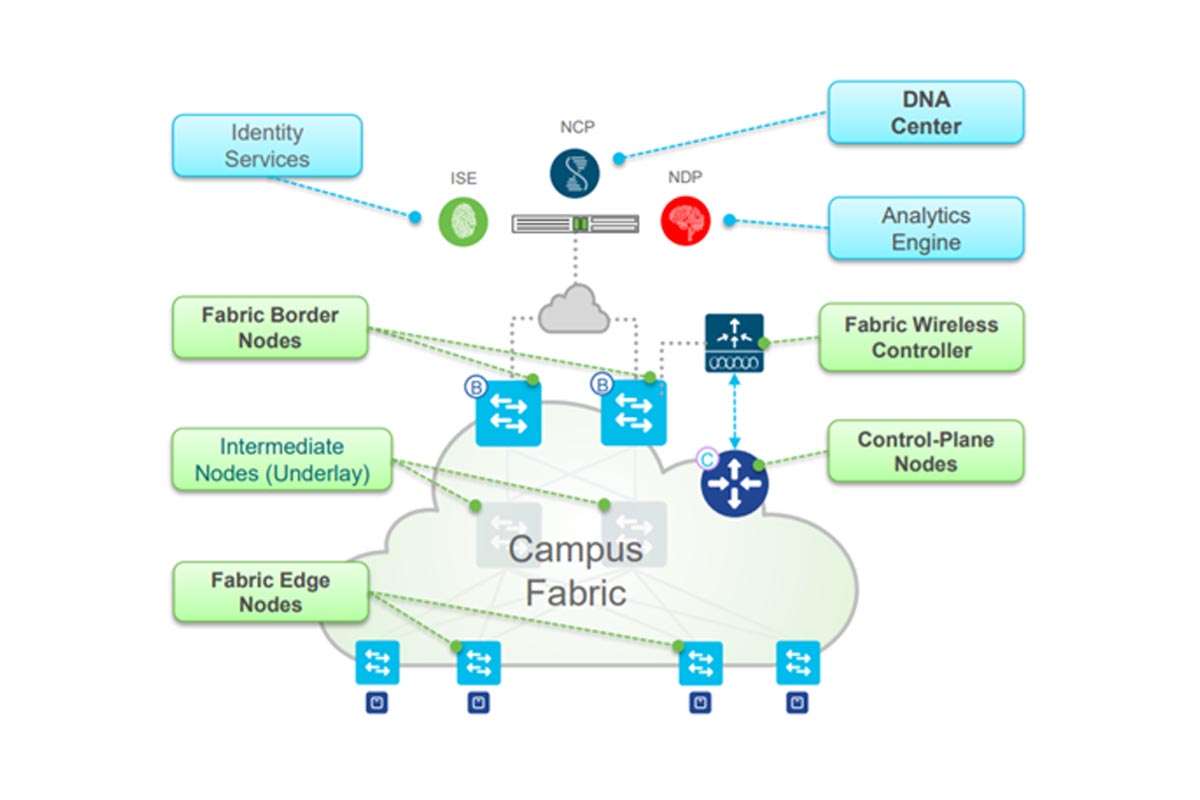 Identity
Services
NCP
DNA
Center
ISE
NDP
Analytics
Engine
Fabric Border
Nodes
Fabric Wireless
Controller
B
B
Intermediate
Nodes (Underlay)
C
Control-Plane
Nodes
Campus
Fabric
Fabric Edge
Nodes